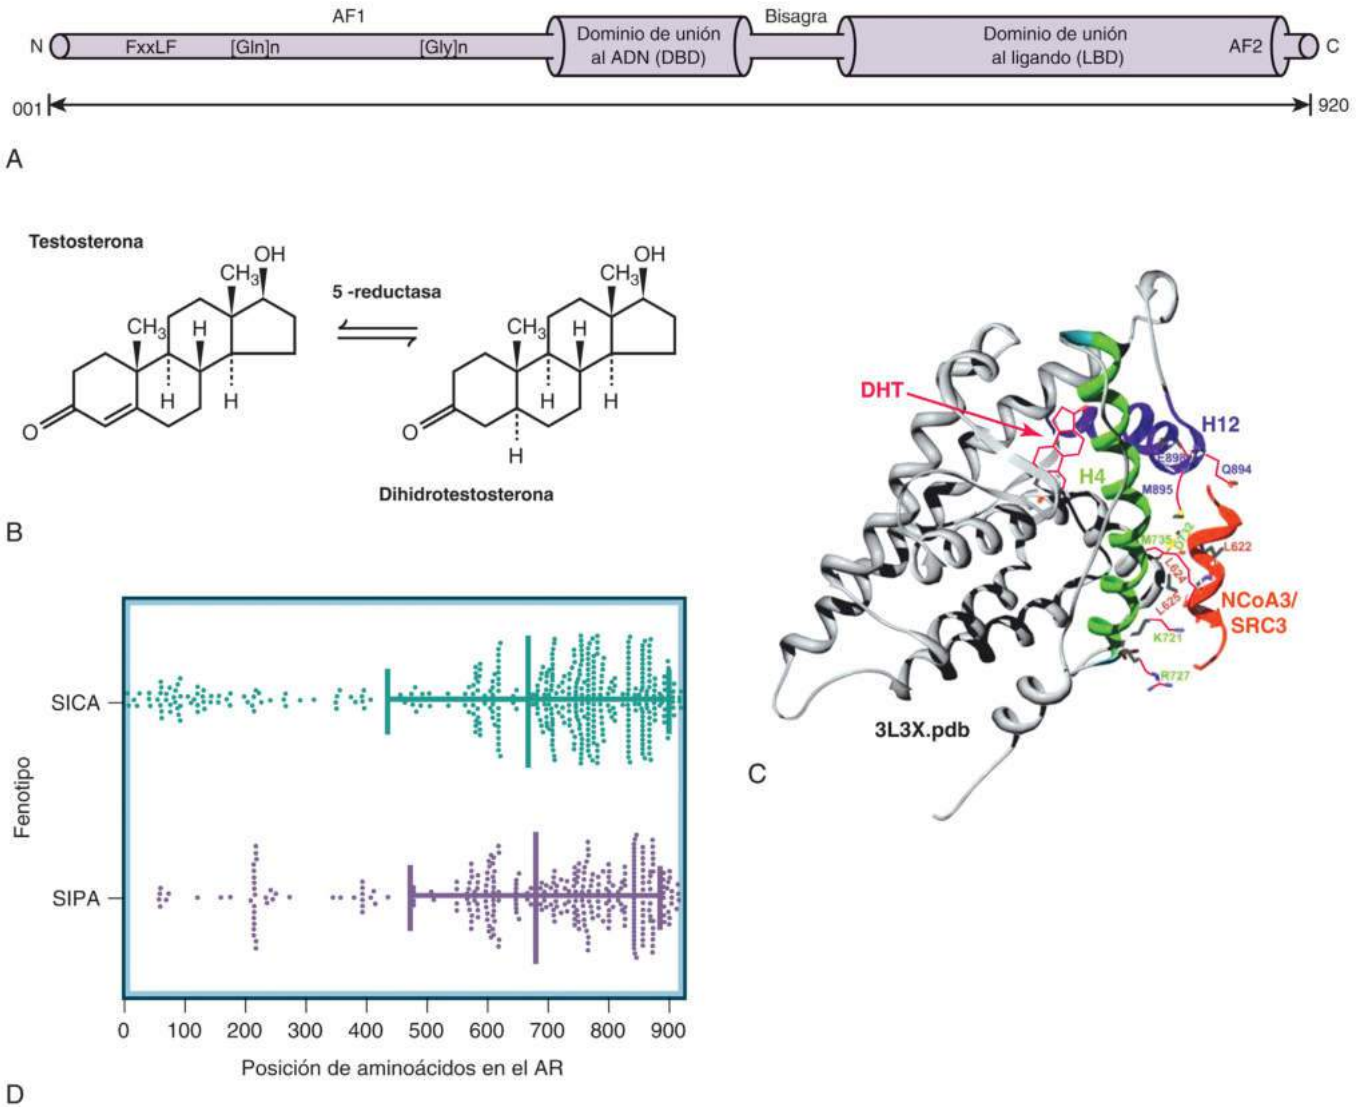 AF1
Bisagra
N
FxxLF
[Gln]n
[Gly]n
Dominio de unión
al ADN (DBD)
Dominio de unión
al ligando (LBD)
AF2
C
001
920
A
Testosterona
OH
CH3
CH3
H
H
H
O
5 -reductasa
OH
CH3
CH3
H
H
H
H
O
Dihidrotestosterona
B
DHT
H12
H4
E898
Q894
M895
M735
L622
L624
L625
NCoA3/
SRC3
K721
R727
3L3X.pdb
C
Fenotipo
SICA
SIPA
0 100 200 300 400 500 600 700 800 900
Posición de aminoácidos en el AR
D